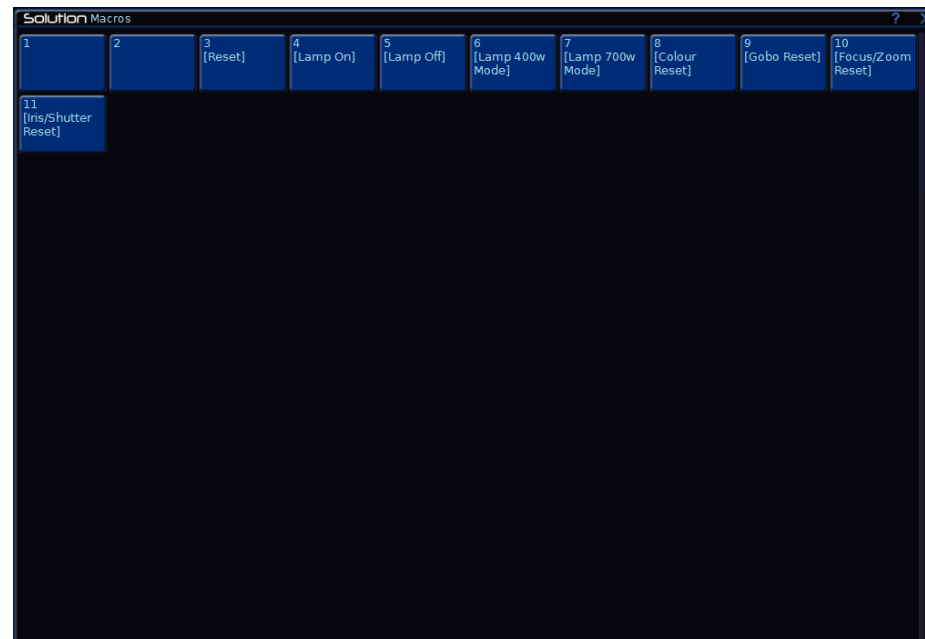 Solution Macros ?
1
2
3
[Reset]
4
[Lamp On]
5
[Lamp Off]
6
[Lamp 400w
Mode]
7
[Lamp 700w
Mode]
8
[Colour
Reset]
9
[Gobo Reset]
10
[Focus/Zoom
Reset]
11
[Iris/Shutter
Reset]